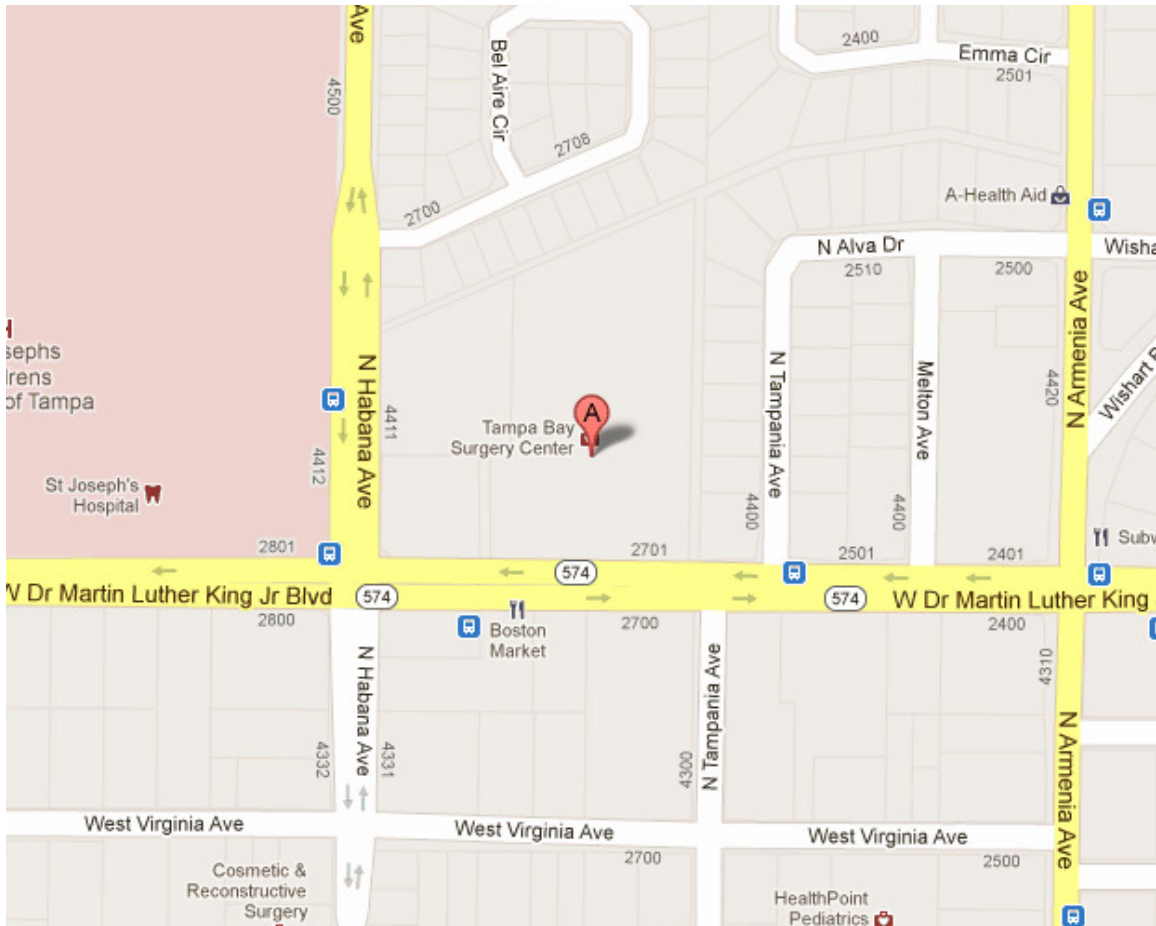 Ave
4500
Bel Aire Cir
2708
2700
2400
Emma Cir
2501
A-Health Aid
N Alva Dr
2510
2500
Wisha
N Armenia Ave
Wishart
4420
H
sephs
drens
of Tampa
N Habana Ave
4411
4412
Tampa Bay
Surgery Center
A
N Tampania Ave
Melton Ave
4400
4400
St Joseph's
Hospital
2801
2701
2501
2401
Subw
574
W Dr Martin Luther King Jr Blvd
574
574
W Dr Martin Luther King
2800
Boston
Market
2700
2400
4310
N Habana Ave
4332
4331
4300
N Tampania Ave
N Armenia Ave
West Virginia Ave
West Virginia Ave
West Virginia Ave
2700
2500
Cosmetic &
Reconstructive
Surgery
HealthPoint
Pediatrics